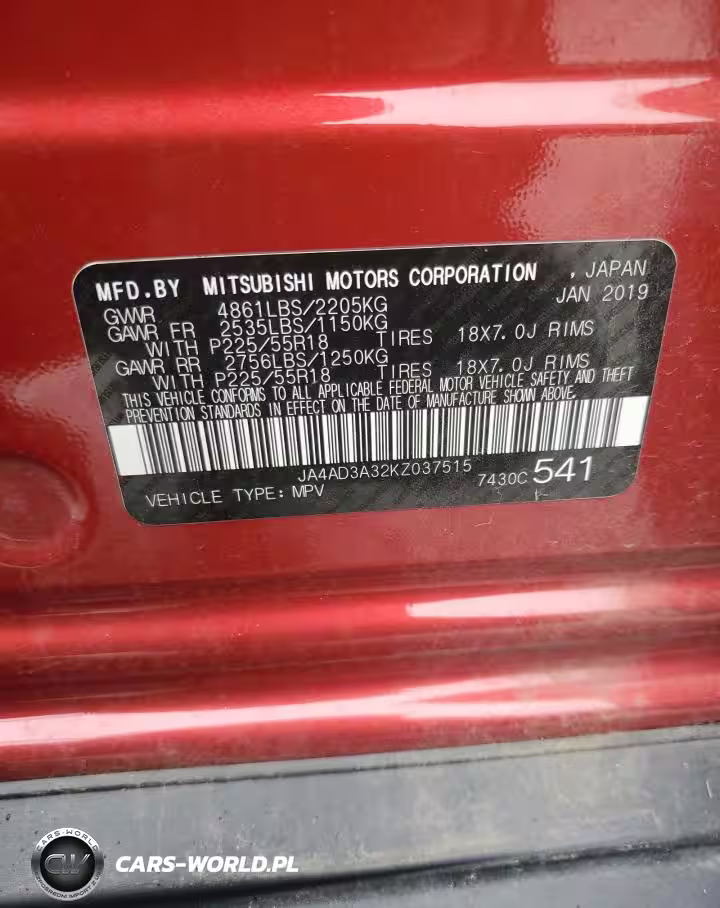 MFD.BY MITSUBISHI MOTORS CORPORATION , JAPAN
JAN 2019
GVWR 4861LBS/2205KG
GAWR FR 2535LBS/1150KG
WITH P225/55R18 TIRES 18X7.0J RIMS
GAWR RR 2756LBS/1250KG
WITH P225/55R18 TIRES 18X7.0J RIMS
THIS VEHICLE CONFORMS TO ALL APPLICABLE FEDERAL MOTOR VEHICLE SAFETY AND THEFT
PREVENTION STANDARDS IN EFFECT ON THE DATE OF MANUFACTURE SHOWN ABOVE.
JA4AD3A32KZ037515 7430C 541
VEHICLE TYPE: MPV
CARS-WORLD
CW
CARS-WORLD.PL